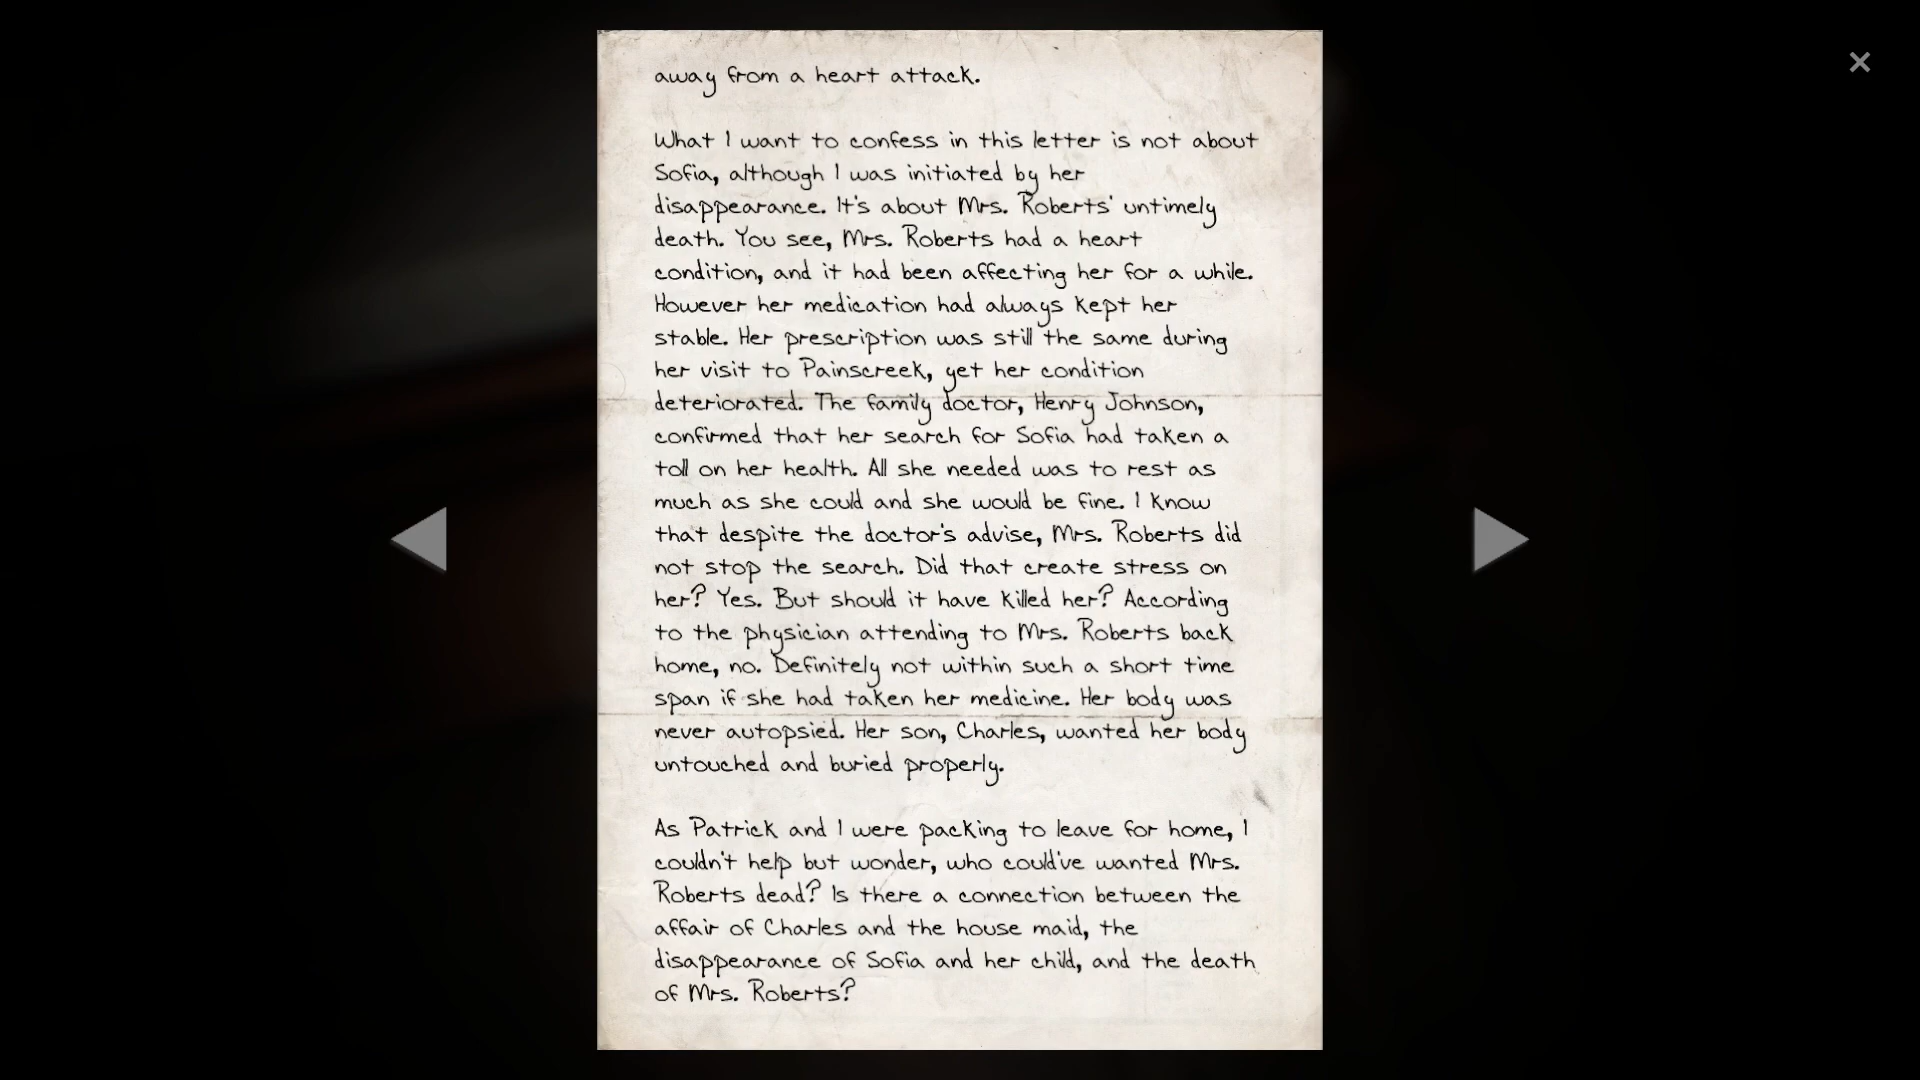 away from a heart attack.
What I want to confess in this letter is not about
Sofia, although I was initiated by her
disappearance. It's about Mrs. Roberts' untimely
death. You see, Mrs. Roberts had a heart
condition, and it had been affecting her for a while.
However her medication had always kept her
stable. Her prescription was still the same during
her visit to Painscreek, yet her condition
deteriorated. The family doctor, Henry Johnson,
confirmed that her search for Sofia had taken a
toll on her health. All she needed was to rest as
much as she could and she would be fine. I know
that despite the doctor's advise, Mrs. Roberts did
not stop the search. Did that create stress on
her? Yes. But should it have killed her? According
to the physician attending to Mrs. Roberts back
home, no. Definitely not within such a short time
span if she had taken her medicine. Her body was
never autopsied. Her son, Charles, wanted her body
untouched and buried properly.
As Patrick and I were packing to leave for home, I
couldn't help but wonder, who could've wanted Mrs.
Roberts dead? Is there a connection between the
affair of Charles and the house maid, the
disappearance of Sofia and her child, and the death
of Mrs. Roberts?